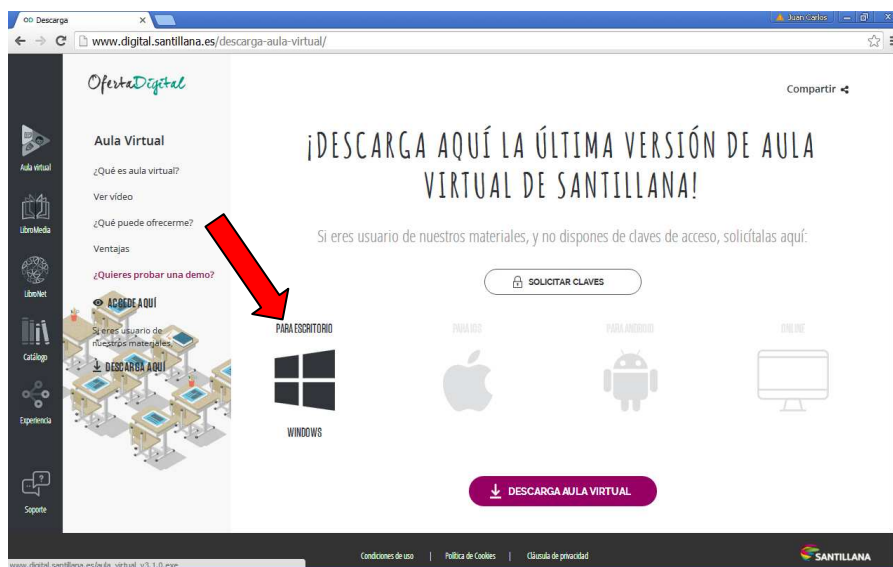 Descarga
Juan Carlos
www.digital.santillana.es/descarga-aula-virtual/
OfertaDigital
Compartir
Aula virtual
LibroMedia
LibroNet
Catálogo
Experiencia
Soporte
Aula Virtual
¿Qué es aula virtual?
Ver vídeo
¿Qué puede ofrecerme?
Ventajas
¿Quieres probar una demo?
ACCEDE AQUÍ
Si eres usuario de
nuestros materiales,
DESCARGA AQUÍ
¡DESCARGA AQUÍ LA ÚLTIMA VERSIÓN DE AULA
VIRTUAL DE SANTILLANA!
Si eres usuario de nuestros materiales, y no dispones de claves de acceso, solicítalas aquí:
SOLICITAR CLAVES
PARA ESCRITORIO
PARA IOS
PARA ANDROID
ONLINE
WINDOWS
DESCARGA AULA VIRTUAL
Condiciones de uso | Política de Cookies | Cláusula de privacidad
SANTILLANA
www.digital.santillana.es/aula_virtual_v3.1.0.exe